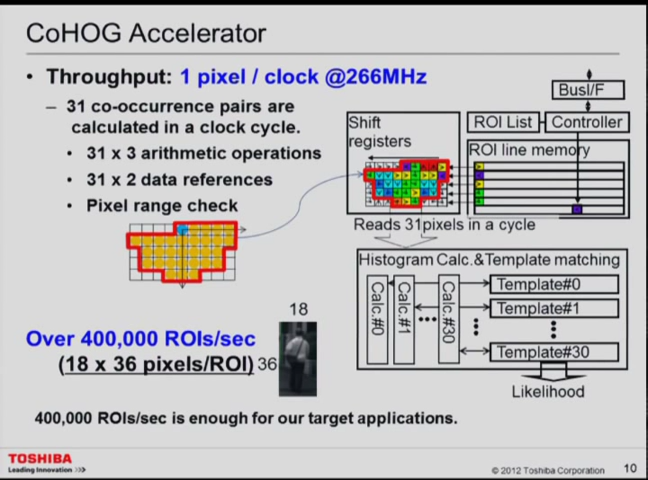 CoHOG Accelerator
• Throughput: 1 pixel / clock @266MHz
– 31 co-occurrence pairs are
calculated in a clock cycle.
• 31 x 3 arithmetic operations
• 31 x 2 data references
• Pixel range check
BusI/F
Shift
registers
ROI List
Controller
ROI line memory
Reads 31pixels in a cycle
Histogram Calc.&Template matching
Calc.#0
Calc.#1
•••
Calc.#30
Template#0
Template#1
Template#30
Likelihood
18
36
Over 400,000 ROIs/sec
(18 x 36 pixels/ROI)
400,000 ROIs/sec is enough for our target applications.
TOSHIBA
Leading Innovation >>>
© 2012 Toshiba Corporation
10